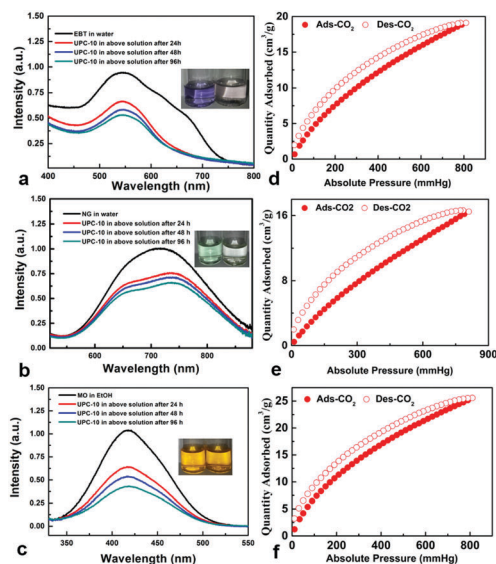 1.50
1.25
1.00
0.75
0.50
0.25
0.00
Intensity (a.u.)
EBT in water
UPC-10 in above solution after 24h
UPC-10 in above solution after 48h
UPC-10 in above solution after 96h
400 500 600 700 800
Wavelength (nm)
a
20
15
10
5
0
Quantity Adsorbed (cm³/g)
Ads-CO₂ Des-CO₂
0 200 400 600 800 1000
Absolute Pressure (mmHg)
d
1.50
1.25
1.00
0.75
0.50
0.25
0.00
Intensity (a.u.)
NG in water
UPC-10 in above solution after 24 h
UPC-10 in above solution after 48 h
UPC-10 in above solution after 96 h
600 700 800
Wavelength (nm)
b
16
8
0
Quantity Adsorbed (cm³/g)
Ads-CO2 Des-CO2
0 150 300 450 600 750 900
Absolute Pressure (mmHg)
e
1.50
1.25
1.00
0.75
0.50
0.25
0.00
Intensity (a.u.)
MO in EtOH
UPC-10 in above solution after 24 h
UPC-10 in above solution after 48 h
UPC-10 in above solution after 96 h
350 400 450 500 550
Wavelength (nm)
c
30
25
20
15
10
5
0
Quantity Adsorbed (cm³/g)
Ads-CO₂ Des-CO₂
0 200 400 600 800 1000
Absolute Pressure (mmHg)
f